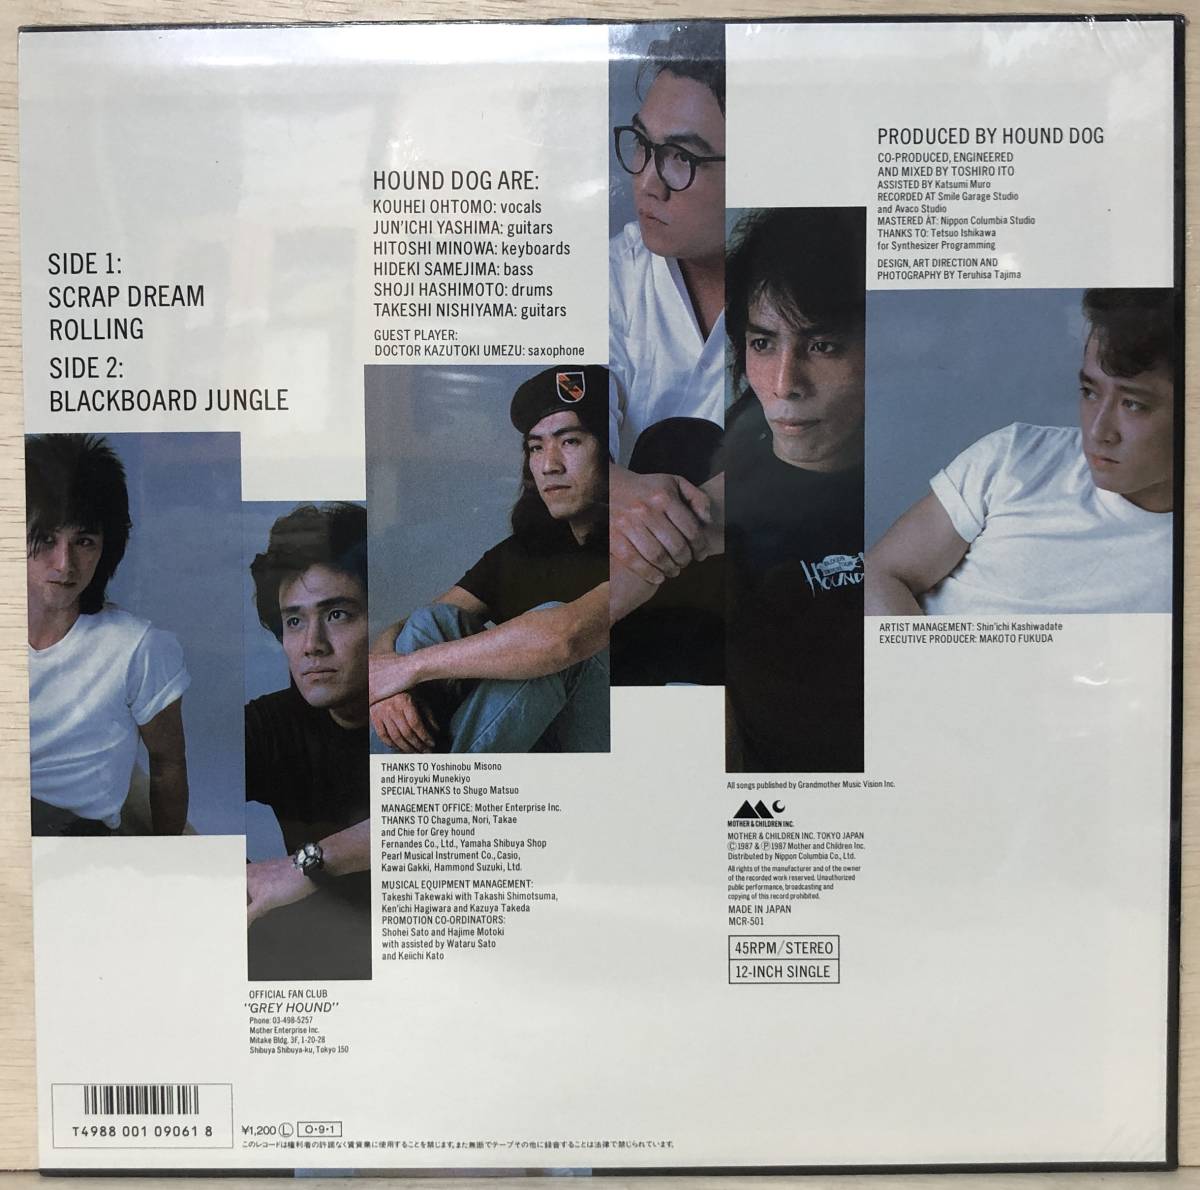 SIDE 1:
SCRAP DREAM
ROLLING
SIDE 2:
BLACKBOARD JUNGLE
HOUND DOG ARE:
KOUHEI OHTOMO: vocals
JUN'ICHI YASHIMA: guitars
HITOSHI MINOWA: keyboards
HIDEKI SAMEJIMA: bass
SHOJI HASHIMOTO: drums
TAKESHI NISHIYAMA: guitars
GUEST PLAYER:
DOCTOR KAZUTOKI UMEZU: saxophone
PRODUCED BY HOUND DOG
CO-PRODUCED, ENGINEERED
AND MIXED BY TOSHIRO ITO
ASSISTED BY Katsumi Muro
RECORDED AT Smile Garage Studio
and Avaco Studio
MASTERED AT: Nippon Columbia Studio
THANKS TO: Tetsuo Ishikawa
for Synthesizer Programming
DESIGN, ART DIRECTION AND
PHOTOGRAPHY BY Teruhisa Tajima
HOUND
ARTIST MANAGEMENT: Shin'ichi Kashiwadate
EXECUTIVE PRODUCER: MAKOTO FUKUDA
THANKS TO Yoshinobu Misono
and Hiroyuki Munekiyo
SPECIAL THANKS to Shugo Matsuo
MANAGEMENT OFFICE: Mother Enterprise Inc.
THANKS TO Chaguma, Nori, Takae
and Chie for Grey hound
Fernandes Co., Ltd., Yamaha Shibuya Shop
Pearl Musical Instrument Co., Casio,
Kawai Gakki, Hammond Suzuki, Ltd.
MUSICAL EQUIPMENT MANAGEMENT:
Takeshi Takewaki with Takashi Shimotsuma,
Ken'ichi Hagiwara and Kazuya Takeda
PROMOTION CO-ORDINATORS:
Shohei Sato and Hajime Motoki
with assisted by Wataru Sato
and Keiichi Kato
All songs published by Grandmother Music Vision Inc.
MOTHER & CHILDREN INC.
MOTHER & CHILDREN INC. TOKYO JAPAN
Ⓒ1987 & Ⓟ1987 Mother and Children Inc.
Distributed by Nippon Columbia Co., Ltd.
All rights of the manufacturer and of the owner
of the recorded work reserved. Unauthorized
public performance, broadcasting and
copying of this record prohibited.
MADE IN JAPAN
MCR-501
45RPM/STEREO
12-INCH SINGLE
OFFICIAL FAN CLUB
"GREY HOUND"
Phone: 03-498-5257
Mother Enterprise Inc.
Mitake Bldg. 3F, 1-20-28
Shibuya Shibuya-ku, Tokyo 150
T4988 001 09061 8
¥1,200 Ⓛ O·9·1
このレコードは権利者の許諾なく賃貸業に使用することを禁じます。また無断でテープその他に録音することは法律で禁じられています。